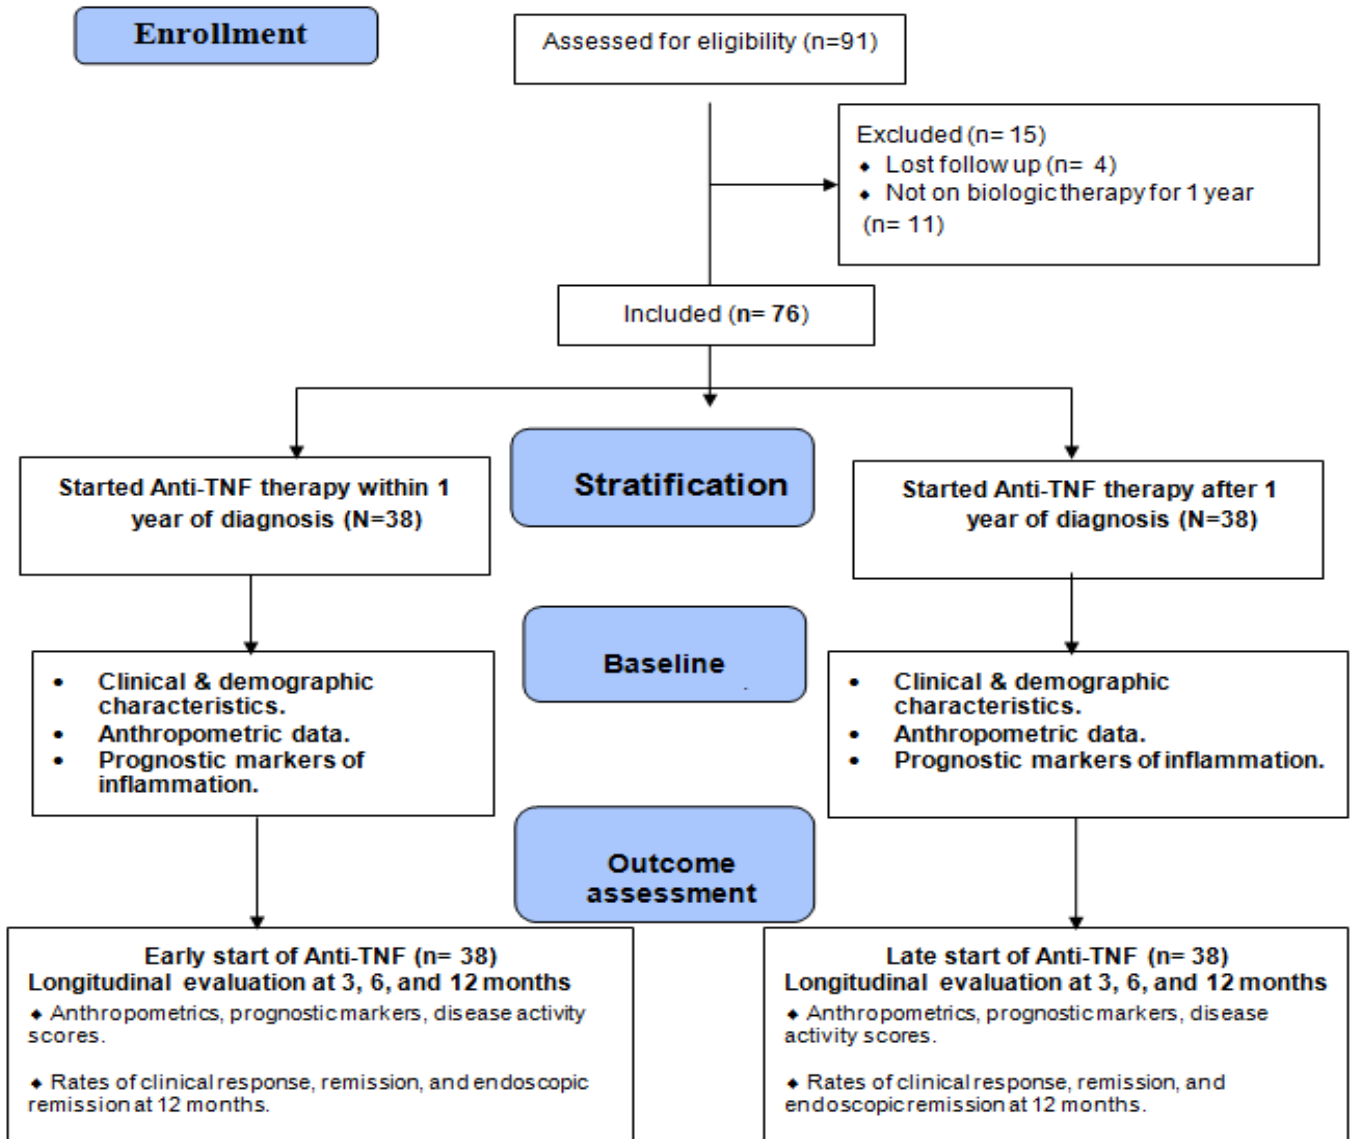 Enrollment
Assessed for eligibility (n=91)
Excluded (n= 15)
◆ Lost follow up (n= 4)
◆ Not on biologic therapy for 1 year
(n= 11)
Included (n= 76)
Stratification
Started Anti-TNF therapy within 1
year of diagnosis (N=38)
Started Anti-TNF therapy after 1
year of diagnosis (N=38)
Baseline
• Clinical & demographic
characteristics.
• Anthropometric data.
• Prognostic markers of
inflammation.
• Clinical & demographic
characteristics.
• Anthropometric data.
• Prognostic markers of inflammation.
Outcome
assessment
Early start of Anti-TNF (n= 38)
Longitudinal evaluation at 3, 6, and 12 months
◆ Anthropometrics, prognostic markers, disease activity
scores.
◆ Rates of clinical response, remission, and endoscopic
remission at 12 months.
Late start of Anti-TNF (n= 38)
Longitudinal evaluation at 3, 6, and 12 months
◆ Anthropometrics, prognostic markers, disease
activity scores.
◆ Rates of clinical response, remission, and
endoscopic remission at 12 months.